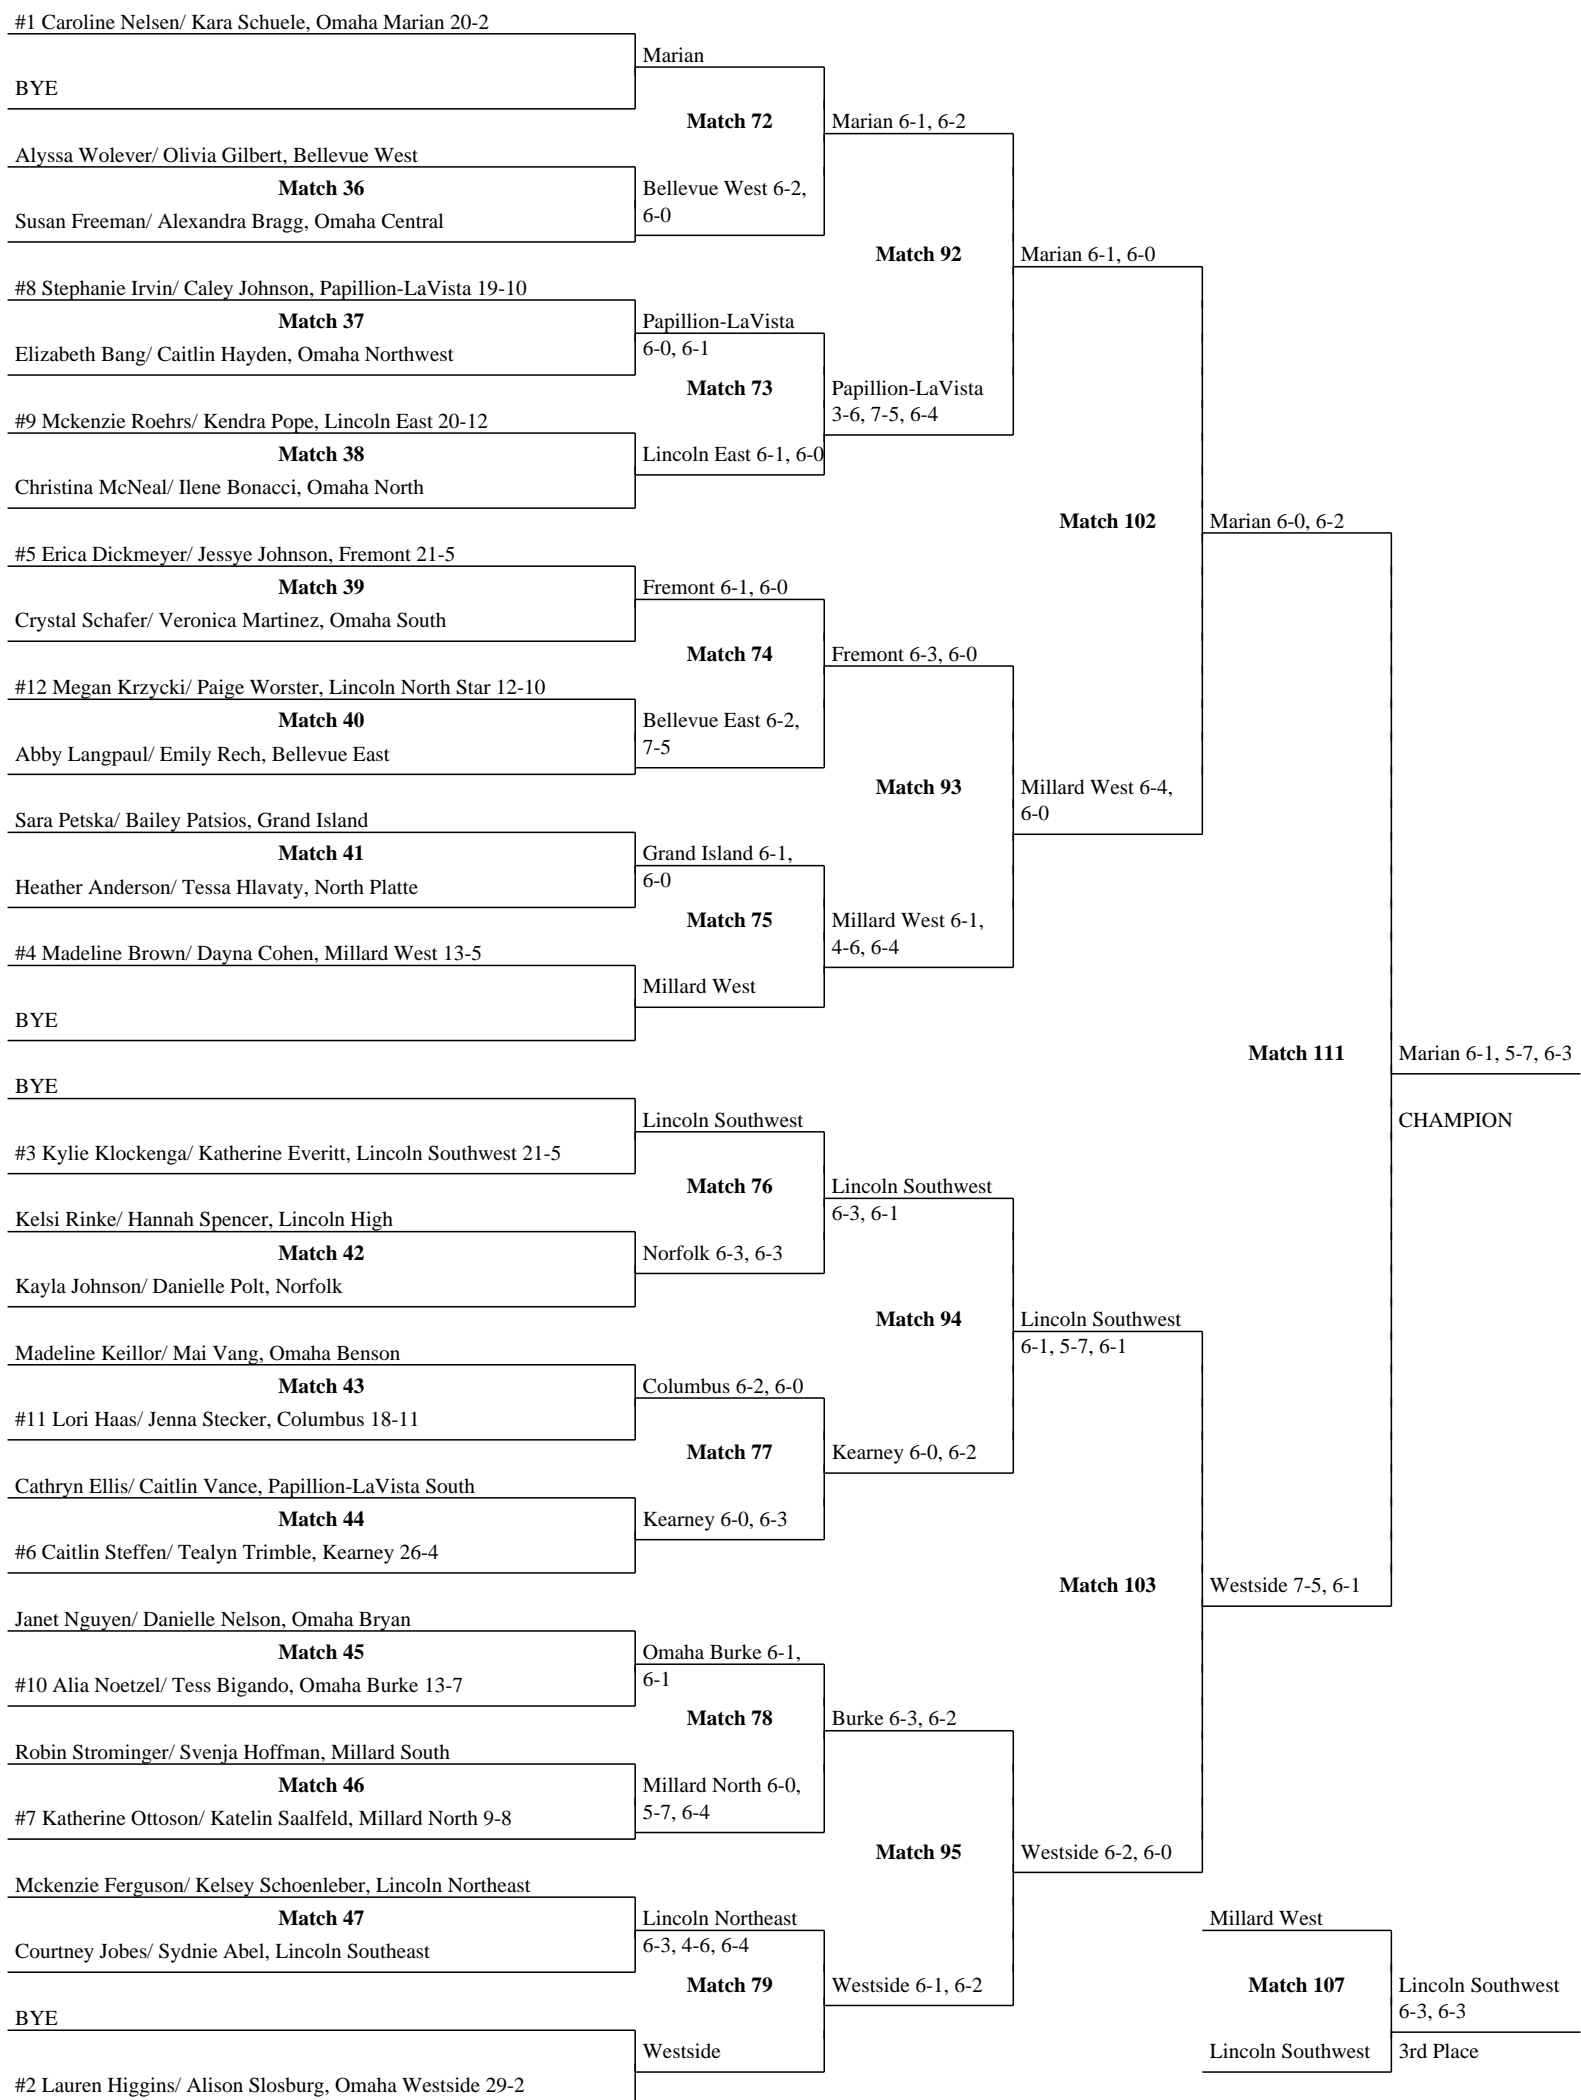 #1 Caroline Nelsen/ Kara Schuele, Omaha Marian 20-2
Marian
BYE
Match 72
Marian 6-1, 6-2
Alyssa Wolever/ Olivia Gilbert, Bellevue West
Match 36
Bellevue West 6-2,
6-0
Susan Freeman/ Alexandra Bragg, Omaha Central
Match 92
Marian 6-1, 6-0
#8 Stephanie Irvin/ Caley Johnson, Papillion-LaVista 19-10
Match 37
Papillion-LaVista
6-0, 6-1
Elizabeth Bang/ Caitlin Hayden, Omaha Northwest
Match 73
Papillion-LaVista
3-6, 7-5, 6-4
#9 Mckenzie Roehrs/ Kendra Pope, Lincoln East 20-12
Match 38
Lincoln East 6-1, 6-0
Christina McNeal/ Ilene Bonacci, Omaha North
Match 102
Marian 6-0, 6-2
#5 Erica Dickmeyer/ Jessye Johnson, Fremont 21-5
Match 39
Fremont 6-1, 6-0
Crystal Schafer/ Veronica Martinez, Omaha South
Match 74
Fremont 6-3, 6-0
#12 Megan Krzycki/ Paige Worster, Lincoln North Star 12-10
Match 40
Bellevue East 6-2,
7-5
Abby Langpaul/ Emily Rech, Bellevue East
Match 93
Millard West 6-4,
6-0
Sara Petska/ Bailey Patsios, Grand Island
Match 41
Grand Island 6-1,
6-0
Heather Anderson/ Tessa Hlavaty, North Platte
Match 75
Millard West 6-1,
4-6, 6-4
#4 Madeline Brown/ Dayna Cohen, Millard West 13-5
Millard West
BYE
Match 111
Marian 6-1, 5-7, 6-3
CHAMPION
BYE
Lincoln Southwest
#3 Kylie Klockenga/ Katherine Everitt, Lincoln Southwest 21-5
Match 76
Lincoln Southwest
6-3, 6-1
Kelsi Rinke/ Hannah Spencer, Lincoln High
Match 42
Norfolk 6-3, 6-3
Kayla Johnson/ Danielle Polt, Norfolk
Match 94
Lincoln Southwest
6-1, 5-7, 6-1
Madeline Keillor/ Mai Vang, Omaha Benson
Match 43
Columbus 6-2, 6-0
#11 Lori Haas/ Jenna Stecker, Columbus 18-11
Match 77
Kearney 6-0, 6-2
Cathryn Ellis/ Caitlin Vance, Papillion-LaVista South
Match 44
Kearney 6-0, 6-3
#6 Caitlin Steffen/ Tealyn Trimble, Kearney 26-4
Match 103
Westside 7-5, 6-1
Janet Nguyen/ Danielle Nelson, Omaha Bryan
Match 45
Omaha Burke 6-1,
6-1
#10 Alia Noetzel/ Tess Bigando, Omaha Burke 13-7
Match 78
Burke 6-3, 6-2
Robin Strominger/ Svenja Hoffman, Millard South
Match 46
Millard North 6-0,
5-7, 6-4
#7 Katherine Ottoson/ Katelin Saalfeld, Millard North 9-8
Match 95
Westside 6-2, 6-0
Mckenzie Ferguson/ Kelsey Schoenleber, Lincoln Northeast
Match 47
Lincoln Northeast
6-3, 4-6, 6-4
Courtney Jobes/ Sydnie Abel, Lincoln Southeast
Match 79
Westside 6-1, 6-2
BYE
Westside
#2 Lauren Higgins/ Alison Slosburg, Omaha Westside 29-2
Millard West
Match 107
Lincoln Southwest
6-3, 6-3
Lincoln Southwest
3rd Place